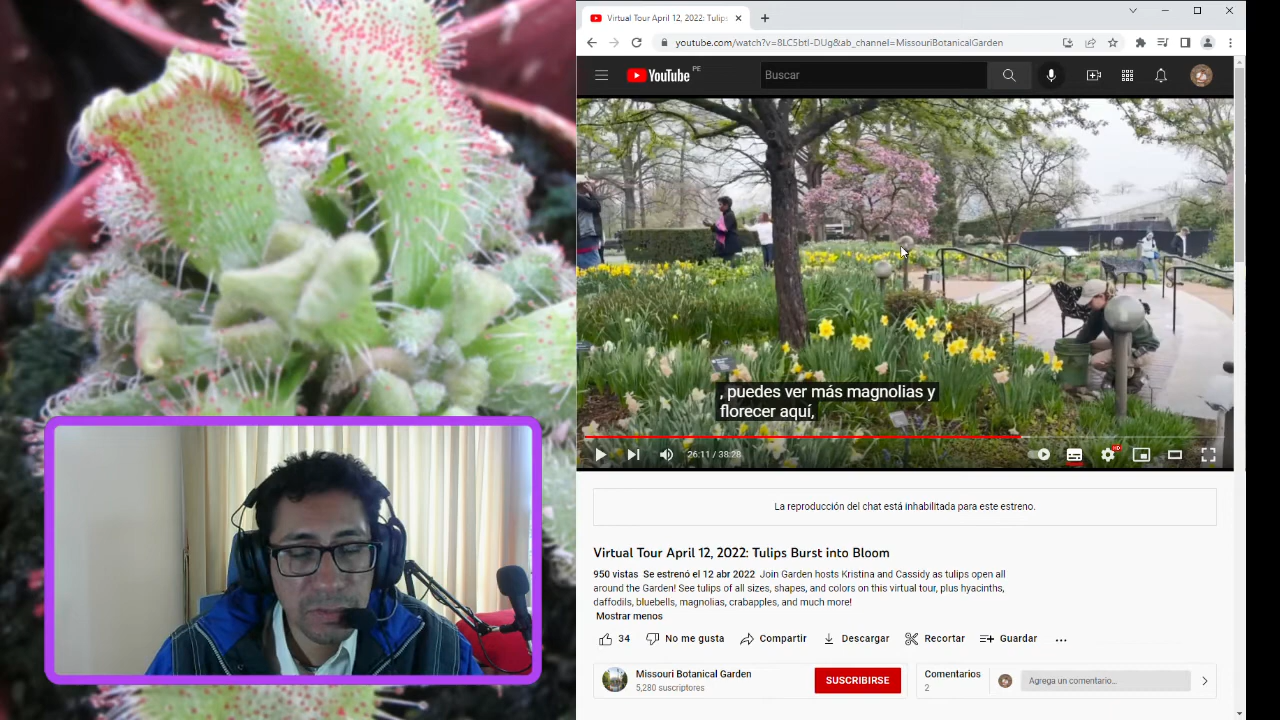 Virtual Tour April 12, 2022: Tulips
youtube.com/watch?v=8LC5btI-DUg&ab_channel=MissouriBotanicalGarden
YouTube PE
Buscar
, puedes ver más magnolias y
florecer aquí,
26:11 / 38:28
HD
La reproducción del chat está inhabilitada para este estreno.
Virtual Tour April 12, 2022: Tulips Burst into Bloom
950 vistas Se estrenó el 12 abr 2022 Join Garden hosts Kristina and Cassidy as tulips open all
around the Garden! See tulips of all sizes, shapes, and colors on this virtual tour, plus hyacinths,
daffodils, bluebells, magnolias, crabapples, and much more!
Mostrar menos
34 No me gusta Compartir Descargar Recortar Guardar ...
Missouri Botanical Garden
5,280 suscriptores
SUSCRIBIRSE
Comentarios
2
Agrega un comentario...